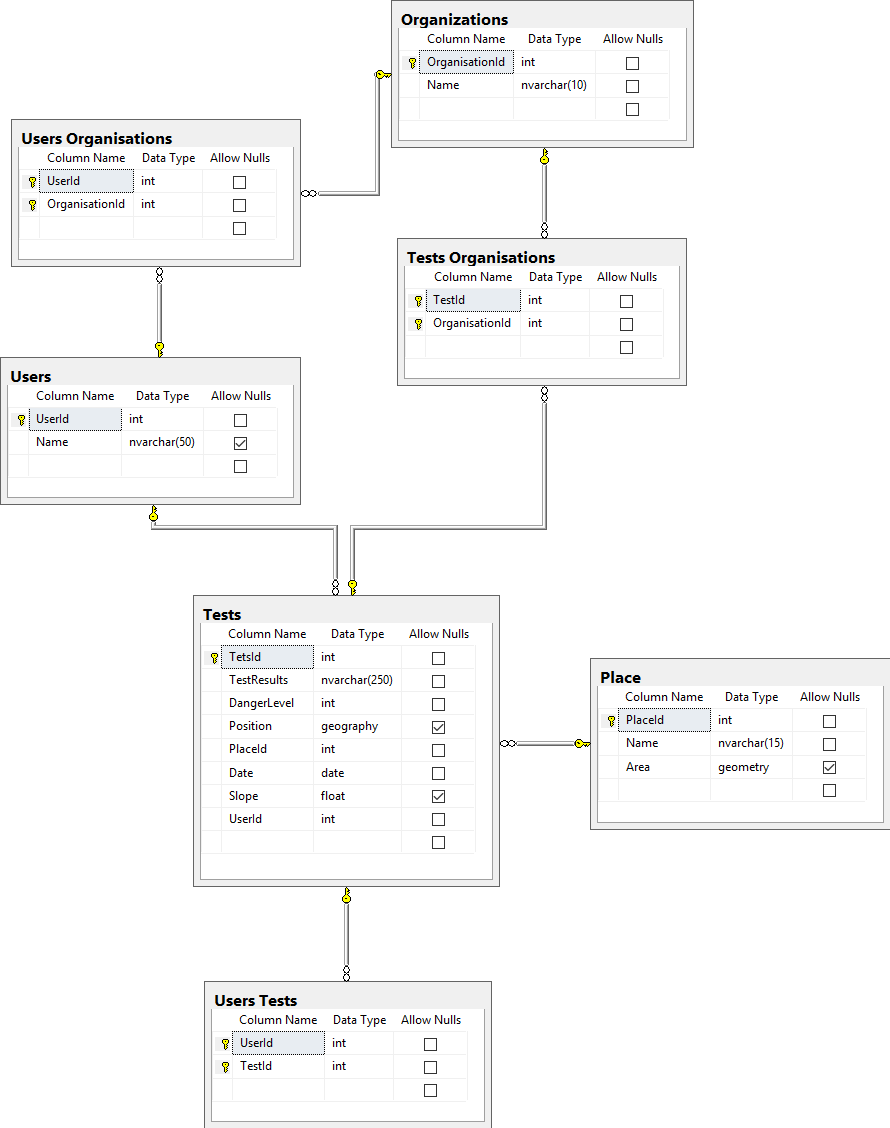 Organizations
Column Name Data Type Allow Nulls
OrganisationId int
Name nvarchar(10)
Users Organisations
Column Name Data Type Allow Nulls
UserId int
OrganisationId int
Tests Organisations
Column Name Data Type Allow Nulls
TestId int
OrganisationId int
Users
Column Name Data Type Allow Nulls
UserId int
Name nvarchar(50)
Tests
Column Name Data Type Allow Nulls
TetsId int
TestResults nvarchar(250)
DangerLevel int
Position geography
PlaceId int
Date date
Slope float
UserId int
Place
Column Name Data Type Allow Nulls
PlaceId int
Name nvarchar(15)
Area geometry
Users Tests
Column Name Data Type Allow Nulls
UserId int
TestId int